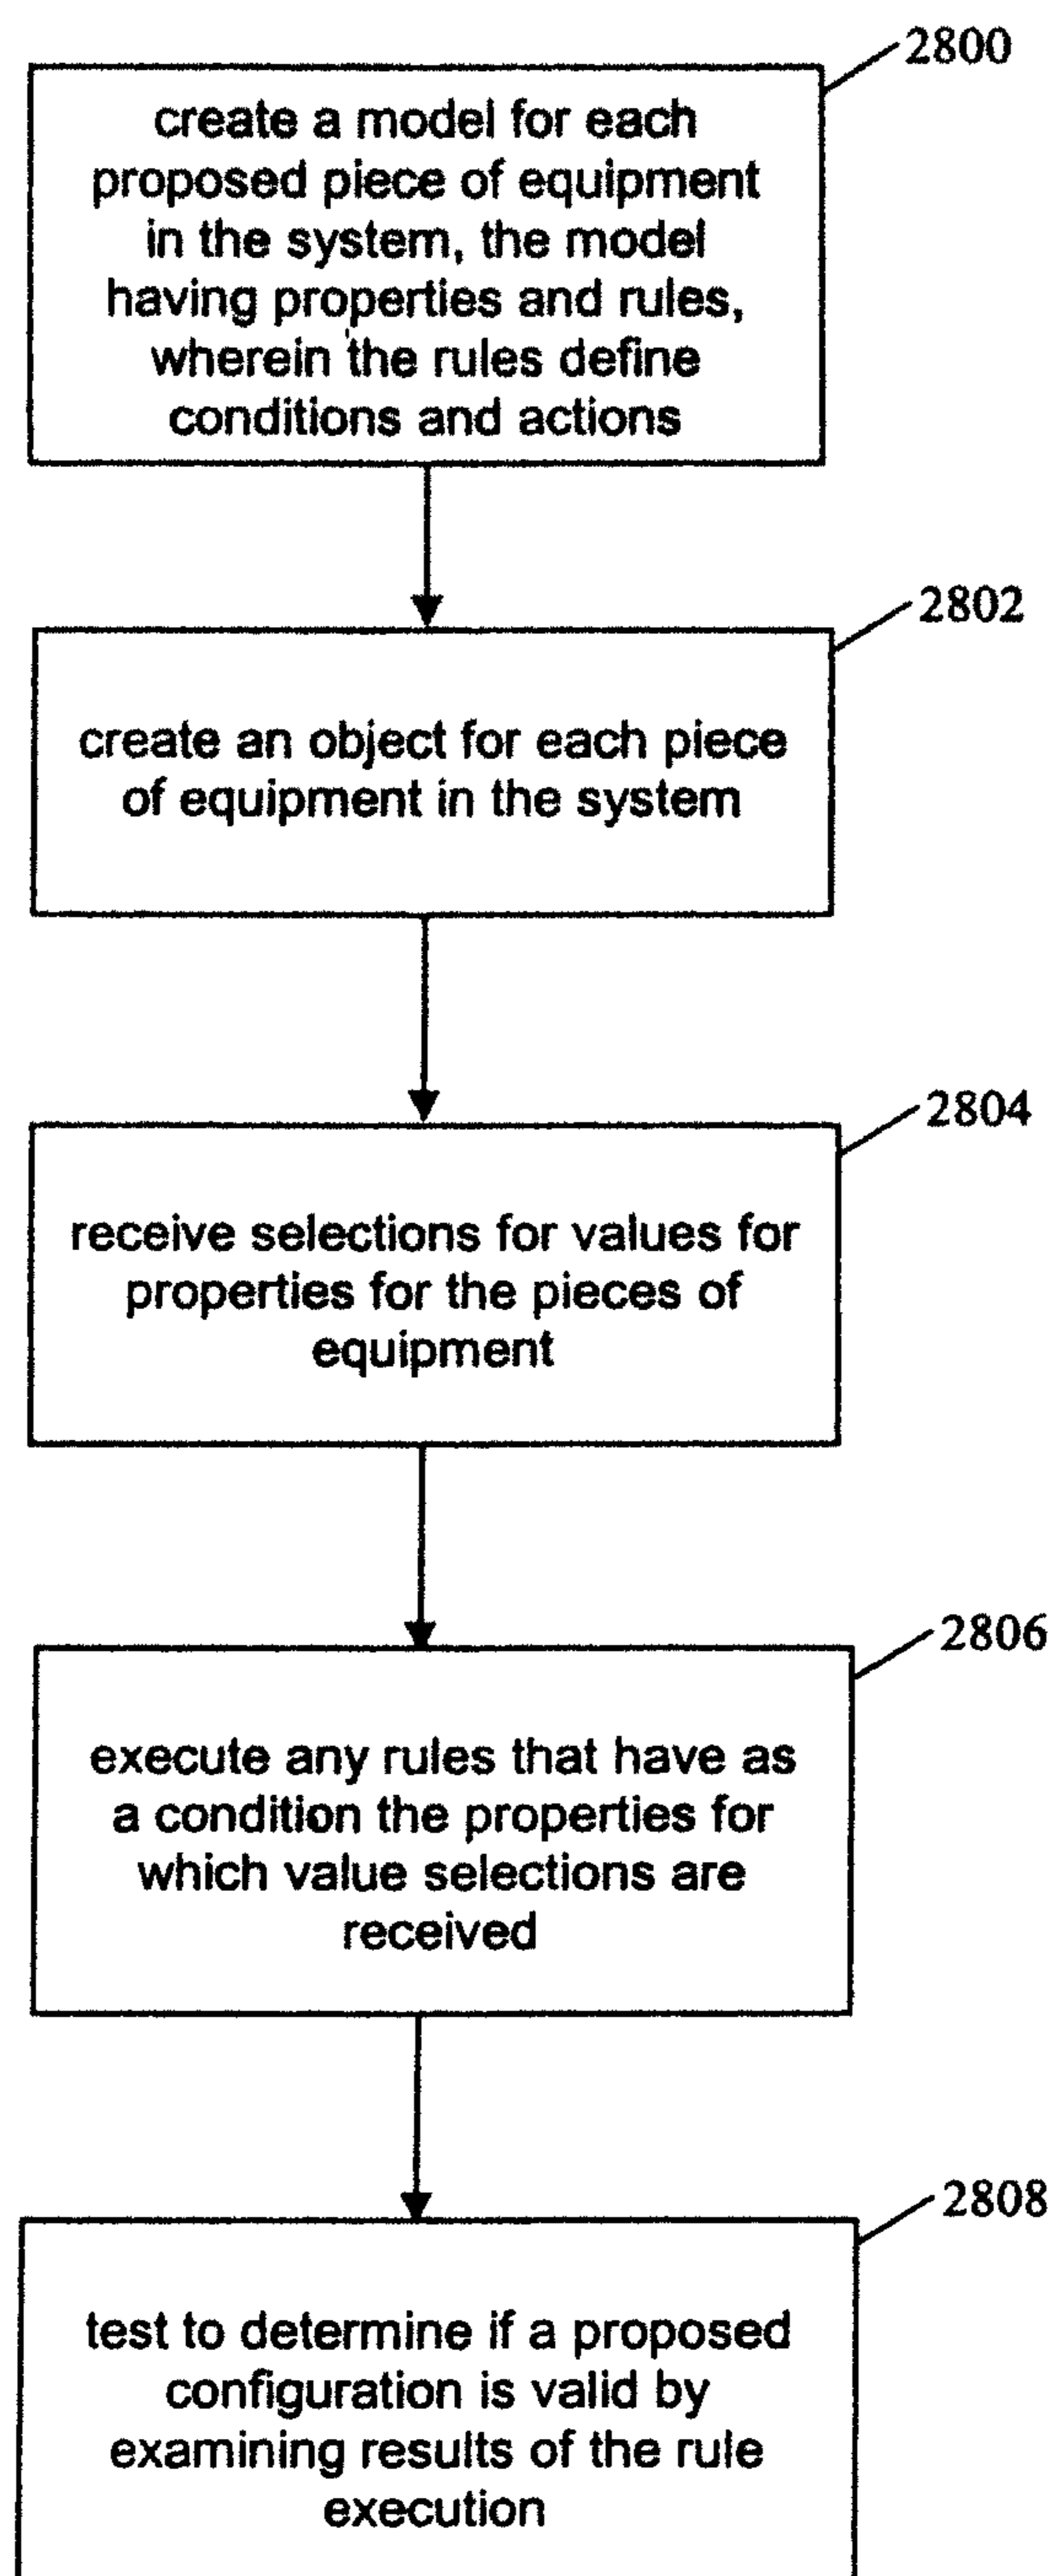 2800
create a model for each
proposed piece of equipment
in the system, the model
having properties and rules,
wherein the rules define
conditions and actions
2802
create an object for each piece
of equipment in the system
2804
receive selections for values for
properties for the pieces of
equipment
2806
execute any rules that have as
a condition the properties for
which value selections are
received
2808
test to determine if a proposed
configuration is valid by
examining results of the rule
execution